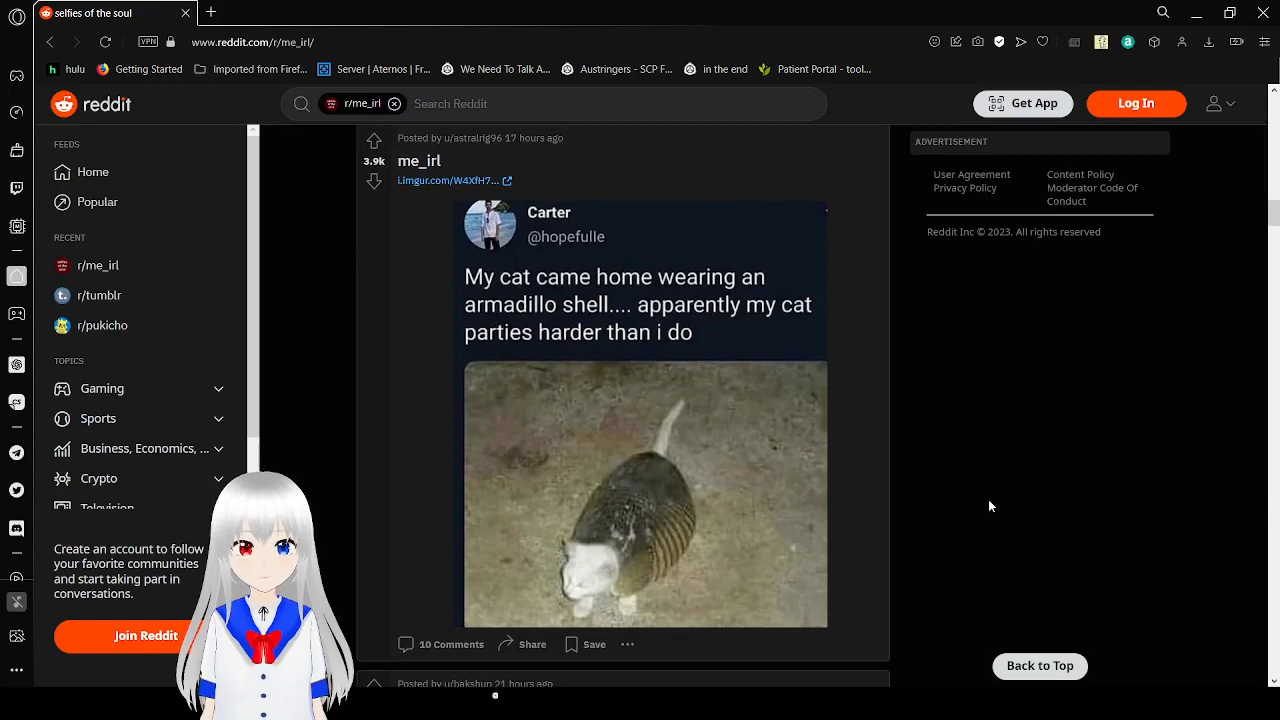 selfies of the soul
VPN
www.reddit.com/r/me_irl/
hulu
Getting Started
Imported from Firef...
Server | Aternos | Fr...
We Need To Talk A...
Austringers - SCP F...
in the end
Patient Portal - tool...
reddit
r/me_irl
Search Reddit
Get App
Log In
FEEDS
Home
Popular
RECENT
r/me_irl
r/tumblr
r/pukicho
TOPICS
Gaming
Sports
Business, Economics, ...
Crypto
Television
Create an account to follow
your favorite communities
and start taking part in
conversations.
Join Reddit
Posted by u/astralrig96 17 hours ago
3.9k
me_irl
i.imgur.com/W4XfH7...
Carter
@hopefulle
My cat came home wearing an
armadillo shell.... apparently my cat
parties harder than i do
10 Comments
Share
Save
Posted by u/bakshup 21 hours ago
ADVERTISEMENT
User Agreement
Privacy Policy
Content Policy
Moderator Code Of
Conduct
Reddit Inc © 2023. All rights reserved
Back to Top